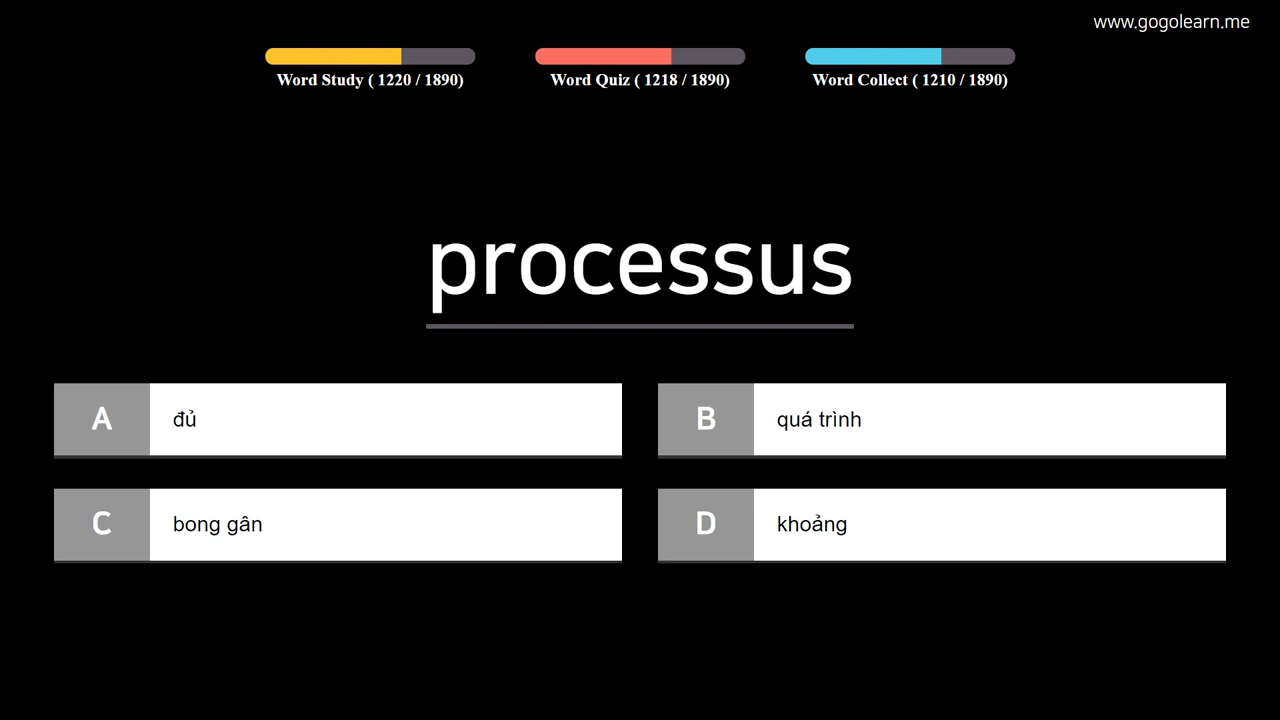 www.gogolearn.me
Word Study ( 1220 / 1890)
Word Quiz ( 1218 / 1890)
Word Collect ( 1210 / 1890)
processus
A đủ
B quá trình
C bong gân
D khoảng